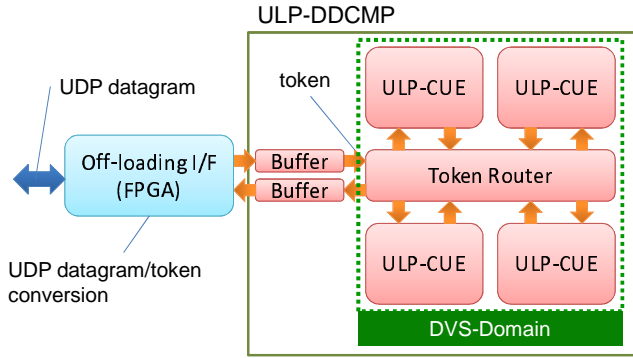 ULP-DDCMP
UDP datagram
token
ULP-CUE
ULP-CUE
Off-loading I/F
(FPGA)
Buffer
Buffer
Token Router
UDP datagram/token
conversion
ULP-CUE
ULP-CUE
DVS-Domain